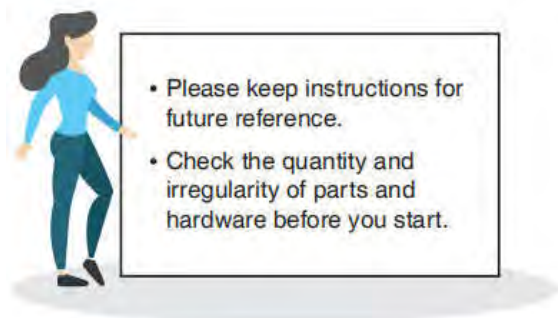 • Please keep instructions for
future reference.
• Check the quantity and
irregularity of parts and
hardware before you start.